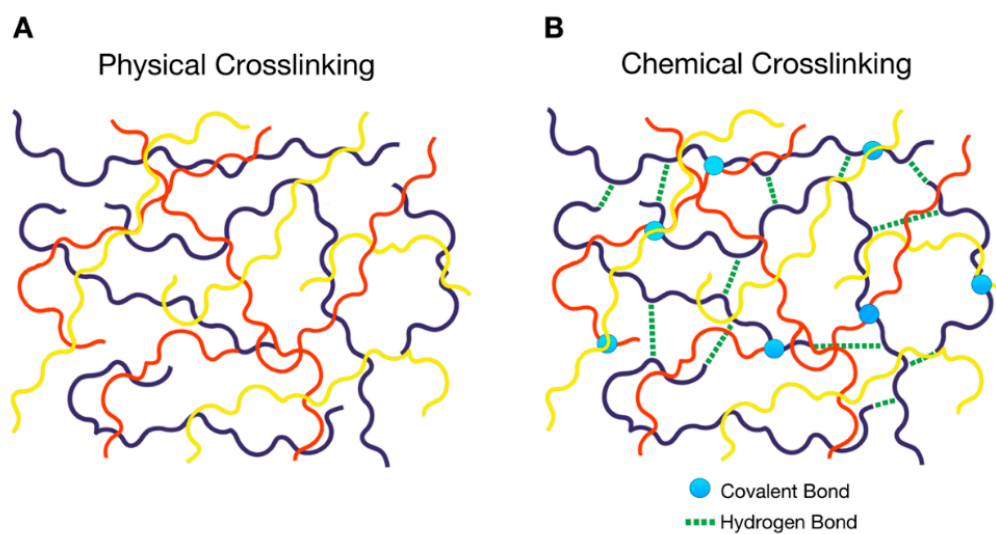 A
Physical Crosslinking
B
Chemical Crosslinking
Covalent Bond
Hydrogen Bond